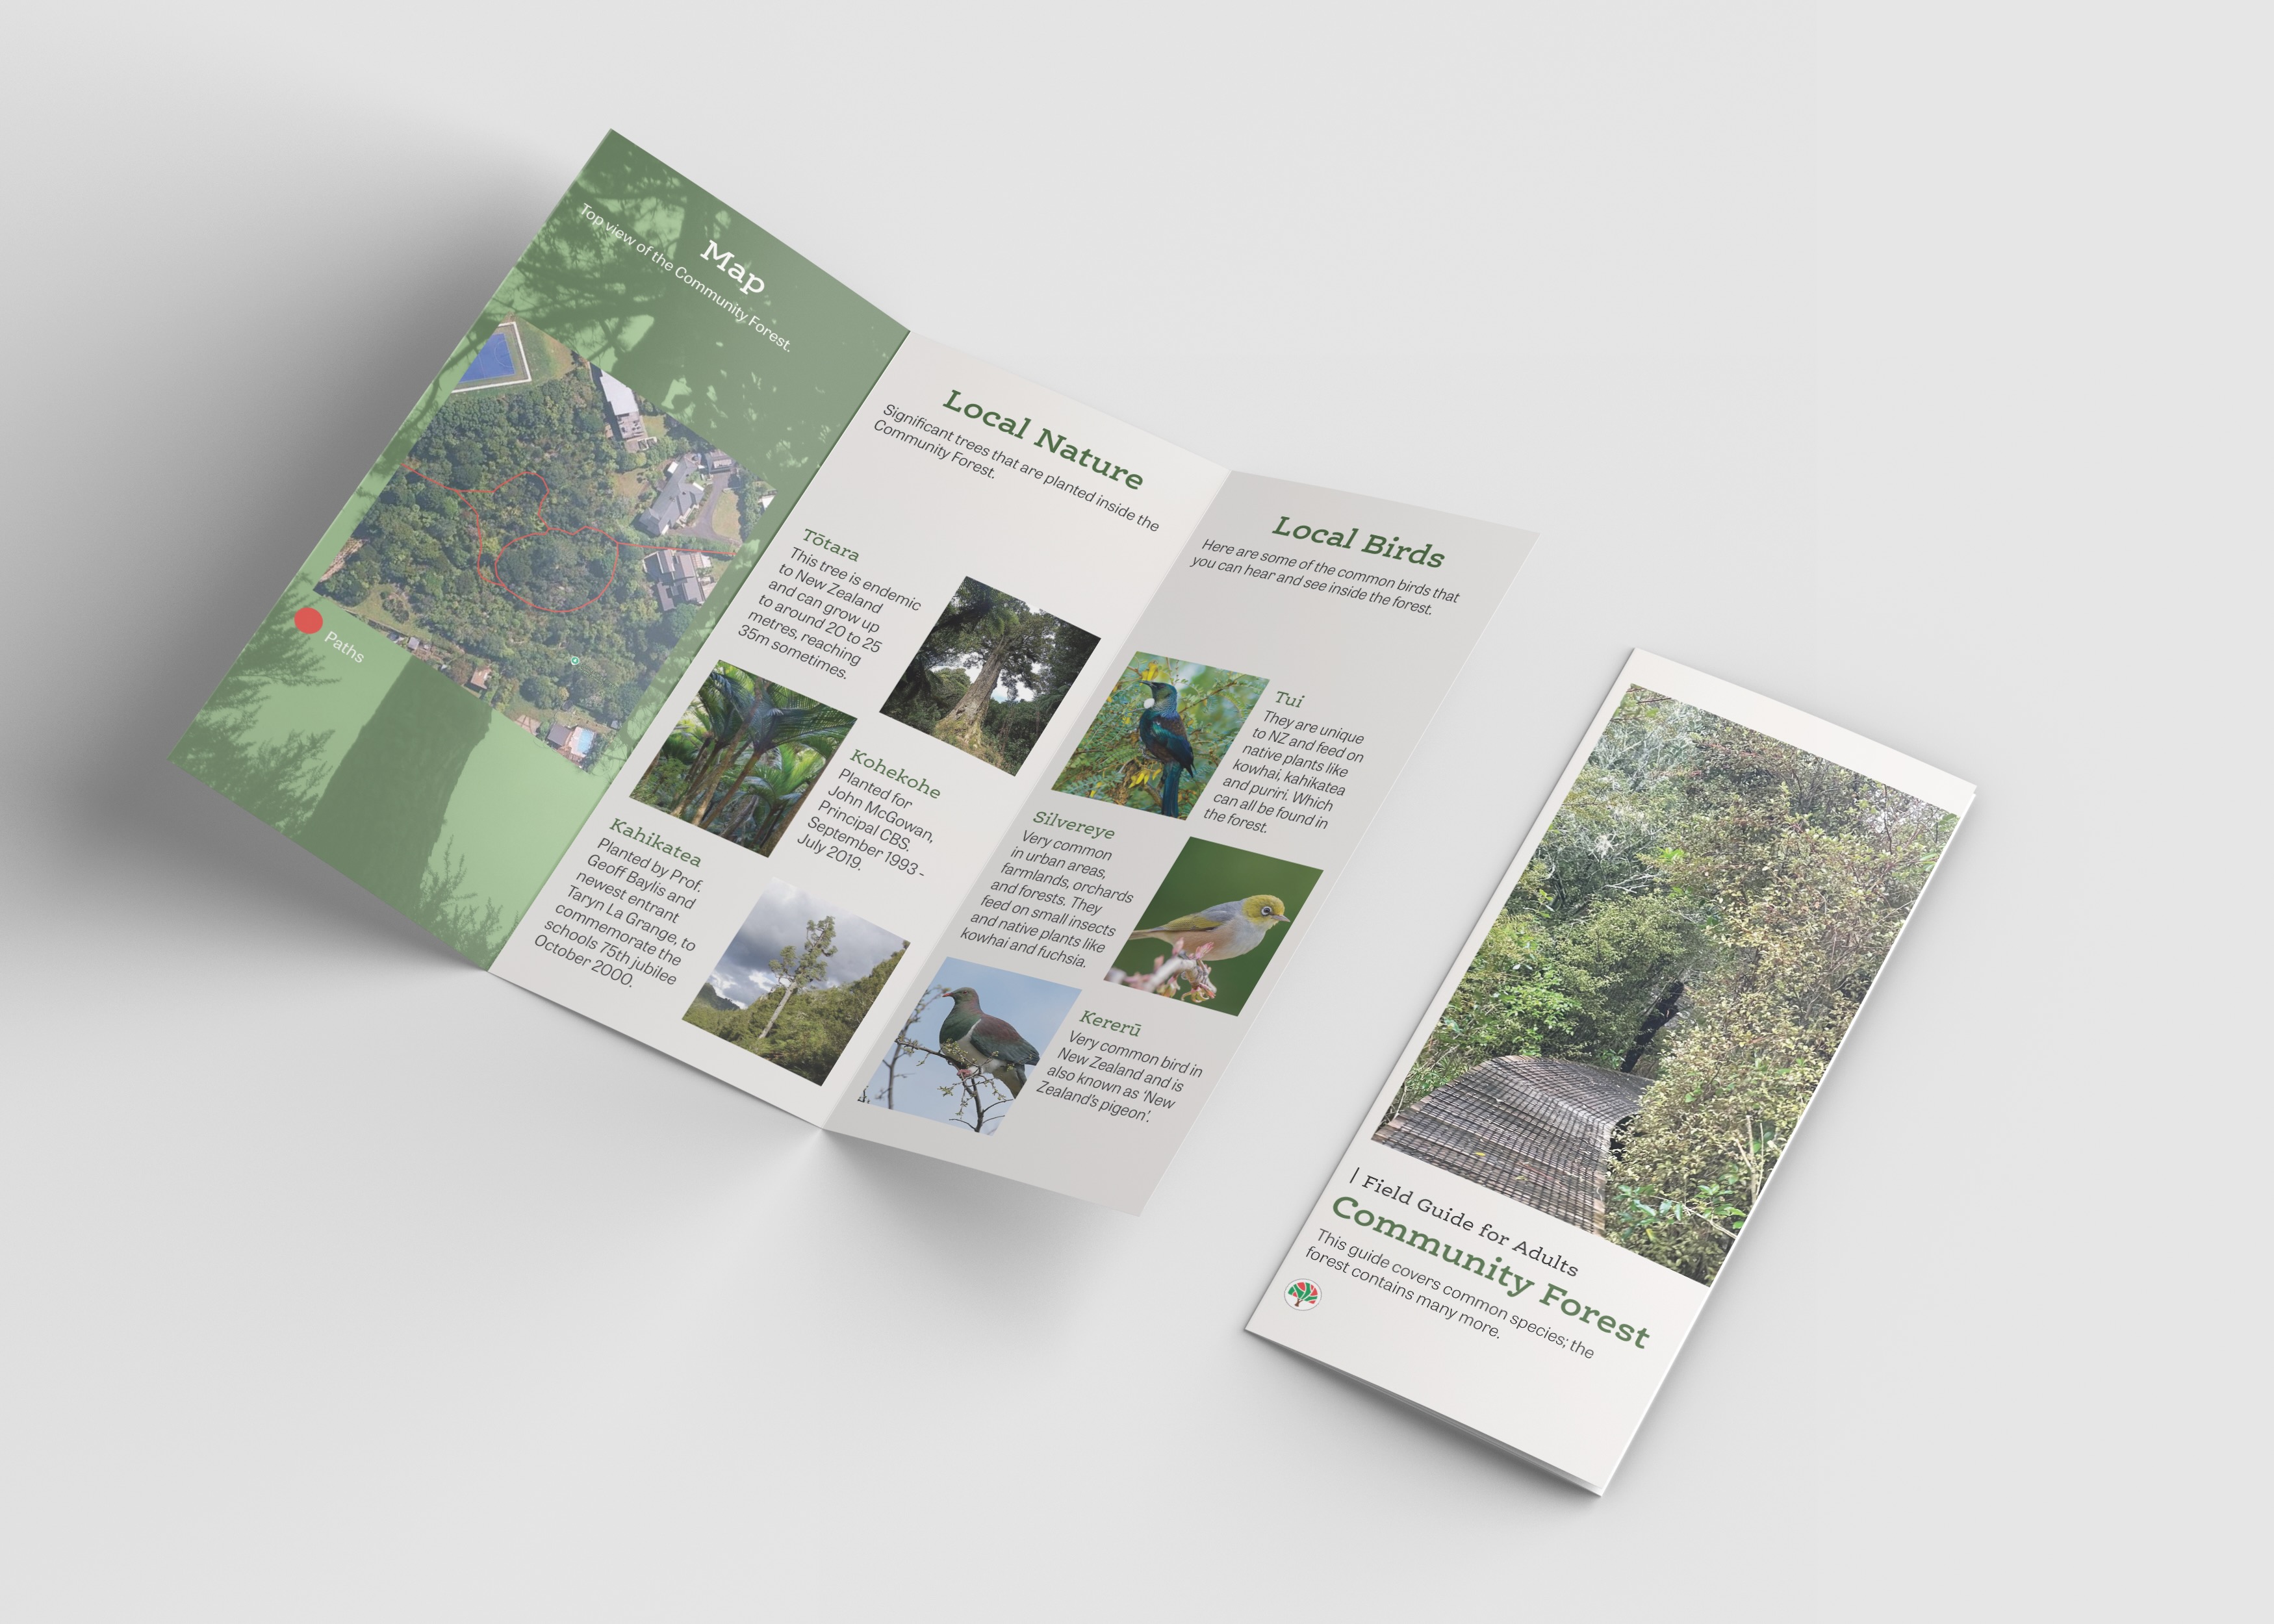 Map
Top view of the Community Forest.
Paths
Local Nature
Significant trees that are planted inside the
Community Forest.
Tōtara
This tree is endemic
to New Zealand
and can grow up
to around 20 to 25
metres, reaching
35m sometimes.
Kohekohe
Planted for
John McGowan,
Principal CBS.
September 1993 -
July 2019.
Kahikatea
Planted by Prof.
Geoff Baylis and
newest entrant
Taryn La Grange, to
commemorate the
schools 75th jubilee
October 2000.
Local Birds
Here are some of the common birds that
you can hear and see inside the forest.
Tui
They are unique
to NZ and feed on
native plants like
kowhai, kahikatea
and puriri. Which
can all be found in
the forest.
Silvereye
Very common
in urban areas,
farmlands, orchards
and forests. They
feed on small insects
and native plants like
kowhai and fuchsia.
Kererū
Very common bird in
New Zealand and is
also known as 'New
Zealand's pigeon'.
| Field Guide for Adults
Community Forest
This guide covers common species; the
forest contains many more.